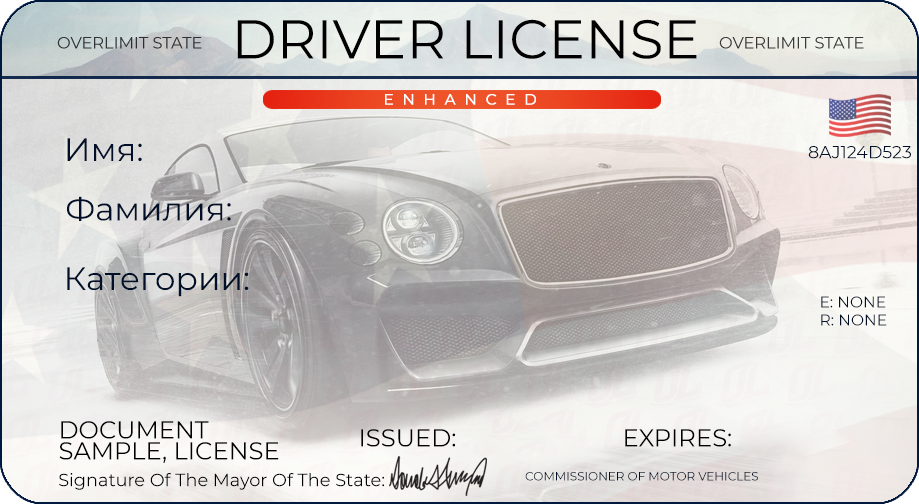 OVERLIMIT STATE DRIVER LICENSE OVERLIMIT STATE
ENHANCED
8AJ124D523
Имя:
Фамилия:
Категории:
E: NONE
R: NONE
DOCUMENT
SAMPLE, LICENSE
ISSUED:
EXPIRES:
Signature Of The Mayor Of The State:
COMMISSIONER OF MOTOR VEHICLES